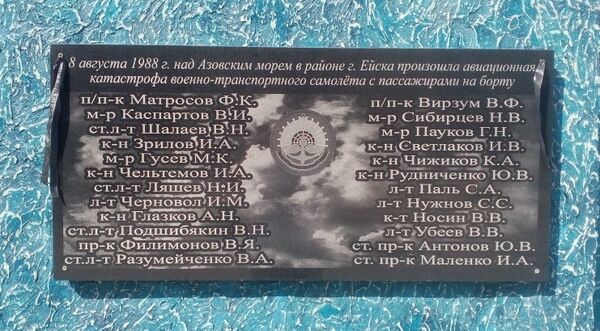 8 августа 1988 г. над Азовским морем в районе г. Ейска произошла авиационная
катастрофа военно-транспортного самолёта с пассажирами на борту
п/п-к Матросов Ф.К.
м-р Каспартов В.И.
ст.л-т Шалаев В.Н.
к-н Зрилов И.А.
м-р Гусев М.К.
к-н Чельтемов И.А.
ст.л-т Ляшев Н.И.
л-т Черновол И.М.
к-н Глазков А.Н.
ст.л-т Подшибякин В.Н.
пр-к Филимонов В.Я.
ст.л-т Разумейченко В.А.
п/п-к Вирзум В.Ф.
м-р Сибирцев Н.В.
м-р Пауков Г.Н.
к-н Светлаков И.В.
к-н Чижиков К.А.
к-н Рудниченко Ю.В.
л-т Паль С.А.
л-т Нужнов С.С.
к-т Носин В.В.
л-т Убеев В.В.
ст. пр-к Антонов Ю.В.
ст. пр-к Маленко И.А.